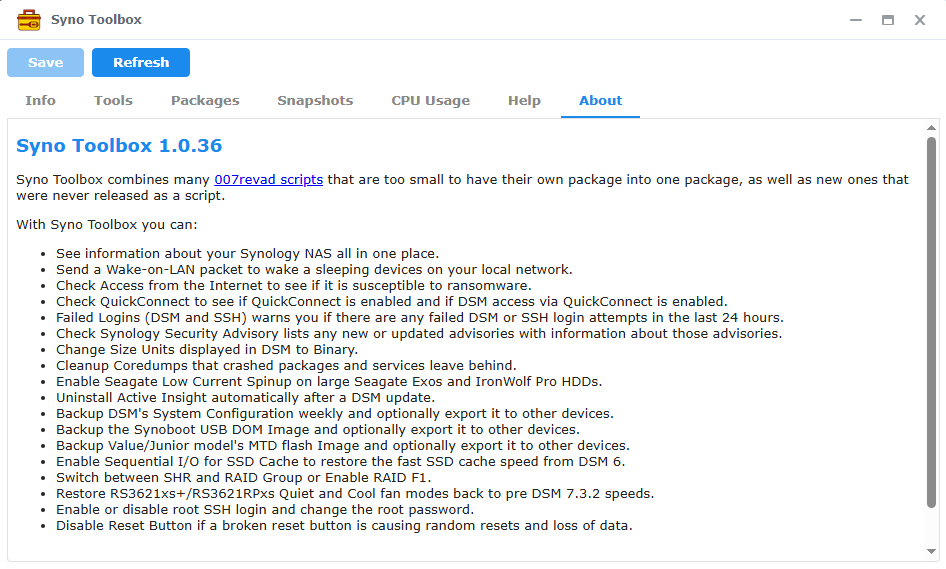 Syno Toolbox
Save
Refresh
Info
Tools
Packages
Snapshots
CPU Usage
Help
About
Syno Toolbox 1.0.36
Syno Toolbox combines many 007revad scripts that are too small to have their own package into one package, as well as new ones that
were never released as a script.
With Syno Toolbox you can:
• See information about your Synology NAS all in one place.
• Send a Wake-on-LAN packet to wake a sleeping devices on your local network.
• Check Access from the Internet to see if it is susceptible to ransomware.
• Check QuickConnect to see if QuickConnect is enabled and if DSM access via QuickConnect is enabled.
• Failed Logins (DSM and SSH) warns you if there are any failed DSM or SSH login attempts in the last 24 hours.
• Check Synology Security Advisory lists any new or updated advisories with information about those advisories.
• Change Size Units displayed in DSM to Binary.
• Cleanup Coredumps that crashed packages and services leave behind.
• Enable Seagate Low Current Spinup on large Seagate Exos and IronWolf Pro HDDs.
• Uninstall Active Insight automatically after a DSM update.
• Backup DSM's System Configuration weekly and optionally export it to other devices.
• Backup the Synoboot USB DOM Image and optionally export it to other devices.
• Backup Value/Junior model's MTD flash Image and optionally export it to other devices.
• Enable Sequential I/O for SSD Cache to restore the fast SSD cache speed from DSM 6.
• Switch between SHR and RAID Group or Enable RAID F1.
• Restore RS3621xs+/RS3621RPxs Quiet and Cool fan modes back to pre DSM 7.3.2 speeds.
• Enable or disable root SSH login and change the root password.
• Disable Reset Button if a broken reset button is causing random resets and loss of data.